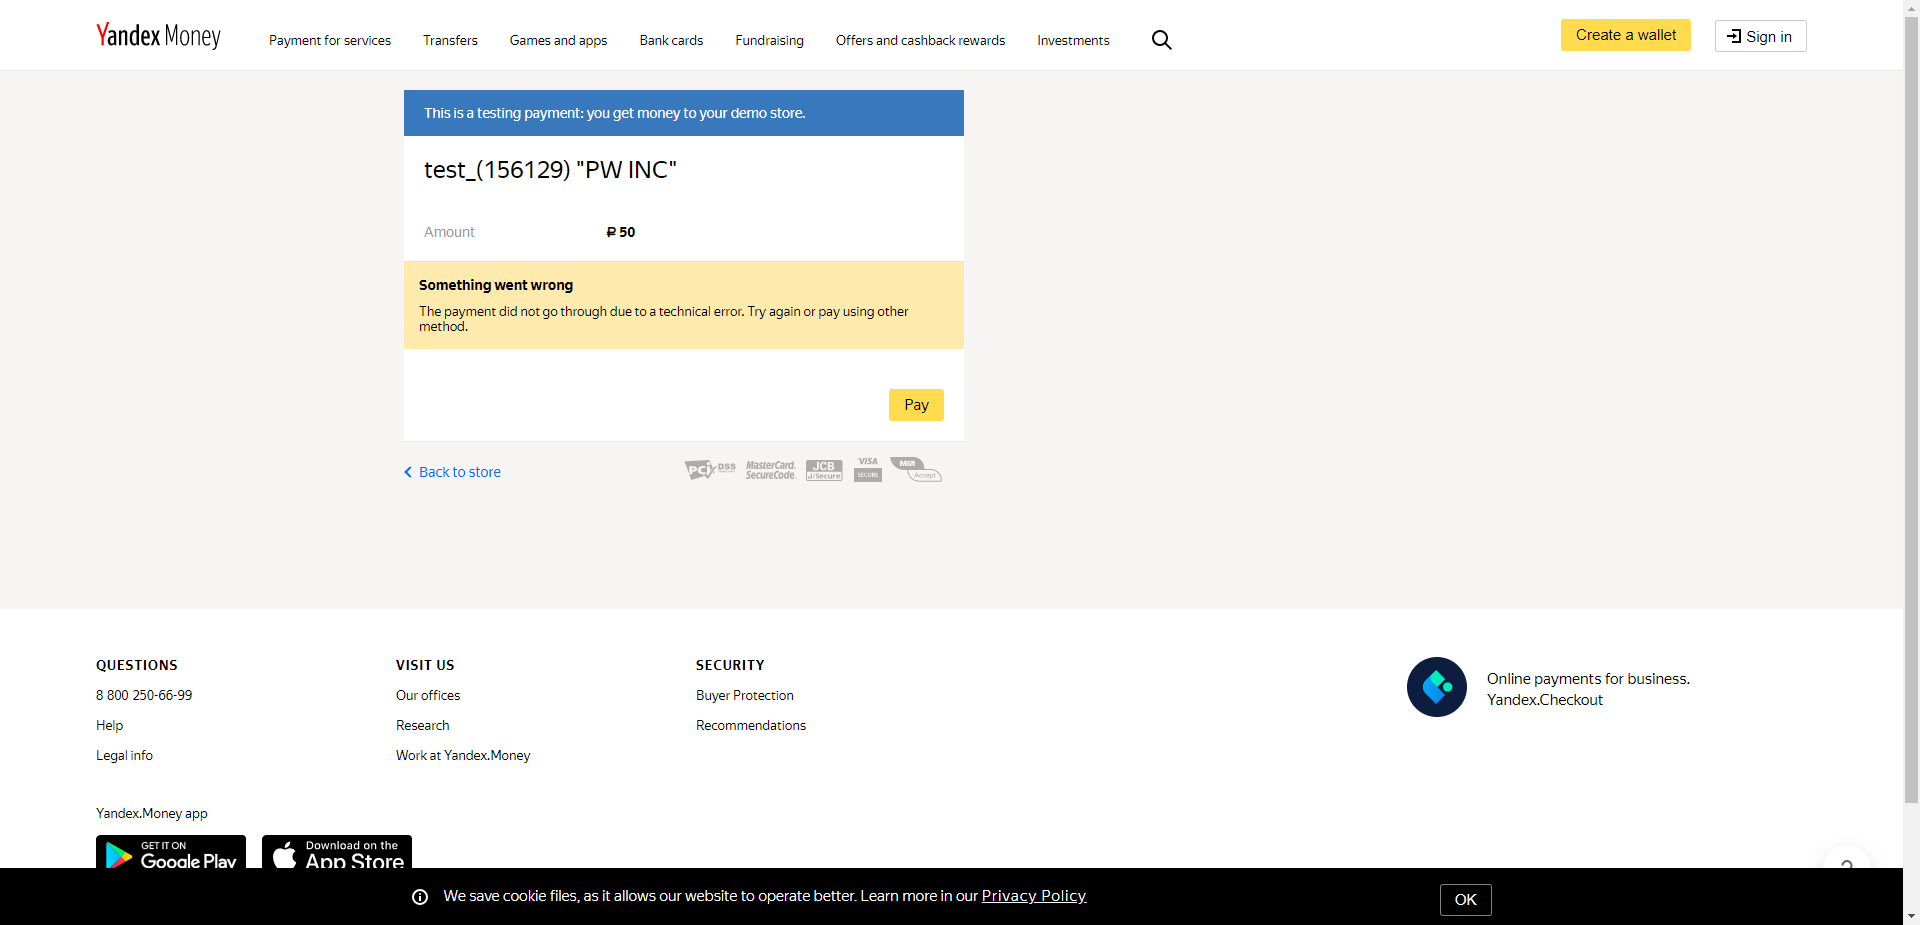 Yandex Money
Payment for services
Transfers
Games and apps
Bank cards
Fundraising
Offers and cashback rewards
Investments
Create a wallet
Sign in
This is a testing payment: you get money to your demo store.
test_(156129) "PW INC"
Amount
₽ 50
Something went wrong
The payment did not go through due to a technical error. Try again or pay using other
method.
Pay
Back to store
PCI DSS
MasterCard.
SecureCode.
JCB
J/Secure
VISA
SECURE
MIR
Accept
QUESTIONS
8 800 250-66-99
Help
Legal info
VISIT US
Our offices
Research
Work at Yandex.Money
SECURITY
Buyer Protection
Recommendations
Online payments for business.
Yandex.Checkout
Yandex.Money app
GET IT ON
Google Play
Download on the
App Store
We save cookie files, as it allows our website to operate better. Learn more in our Privacy Policy
OK